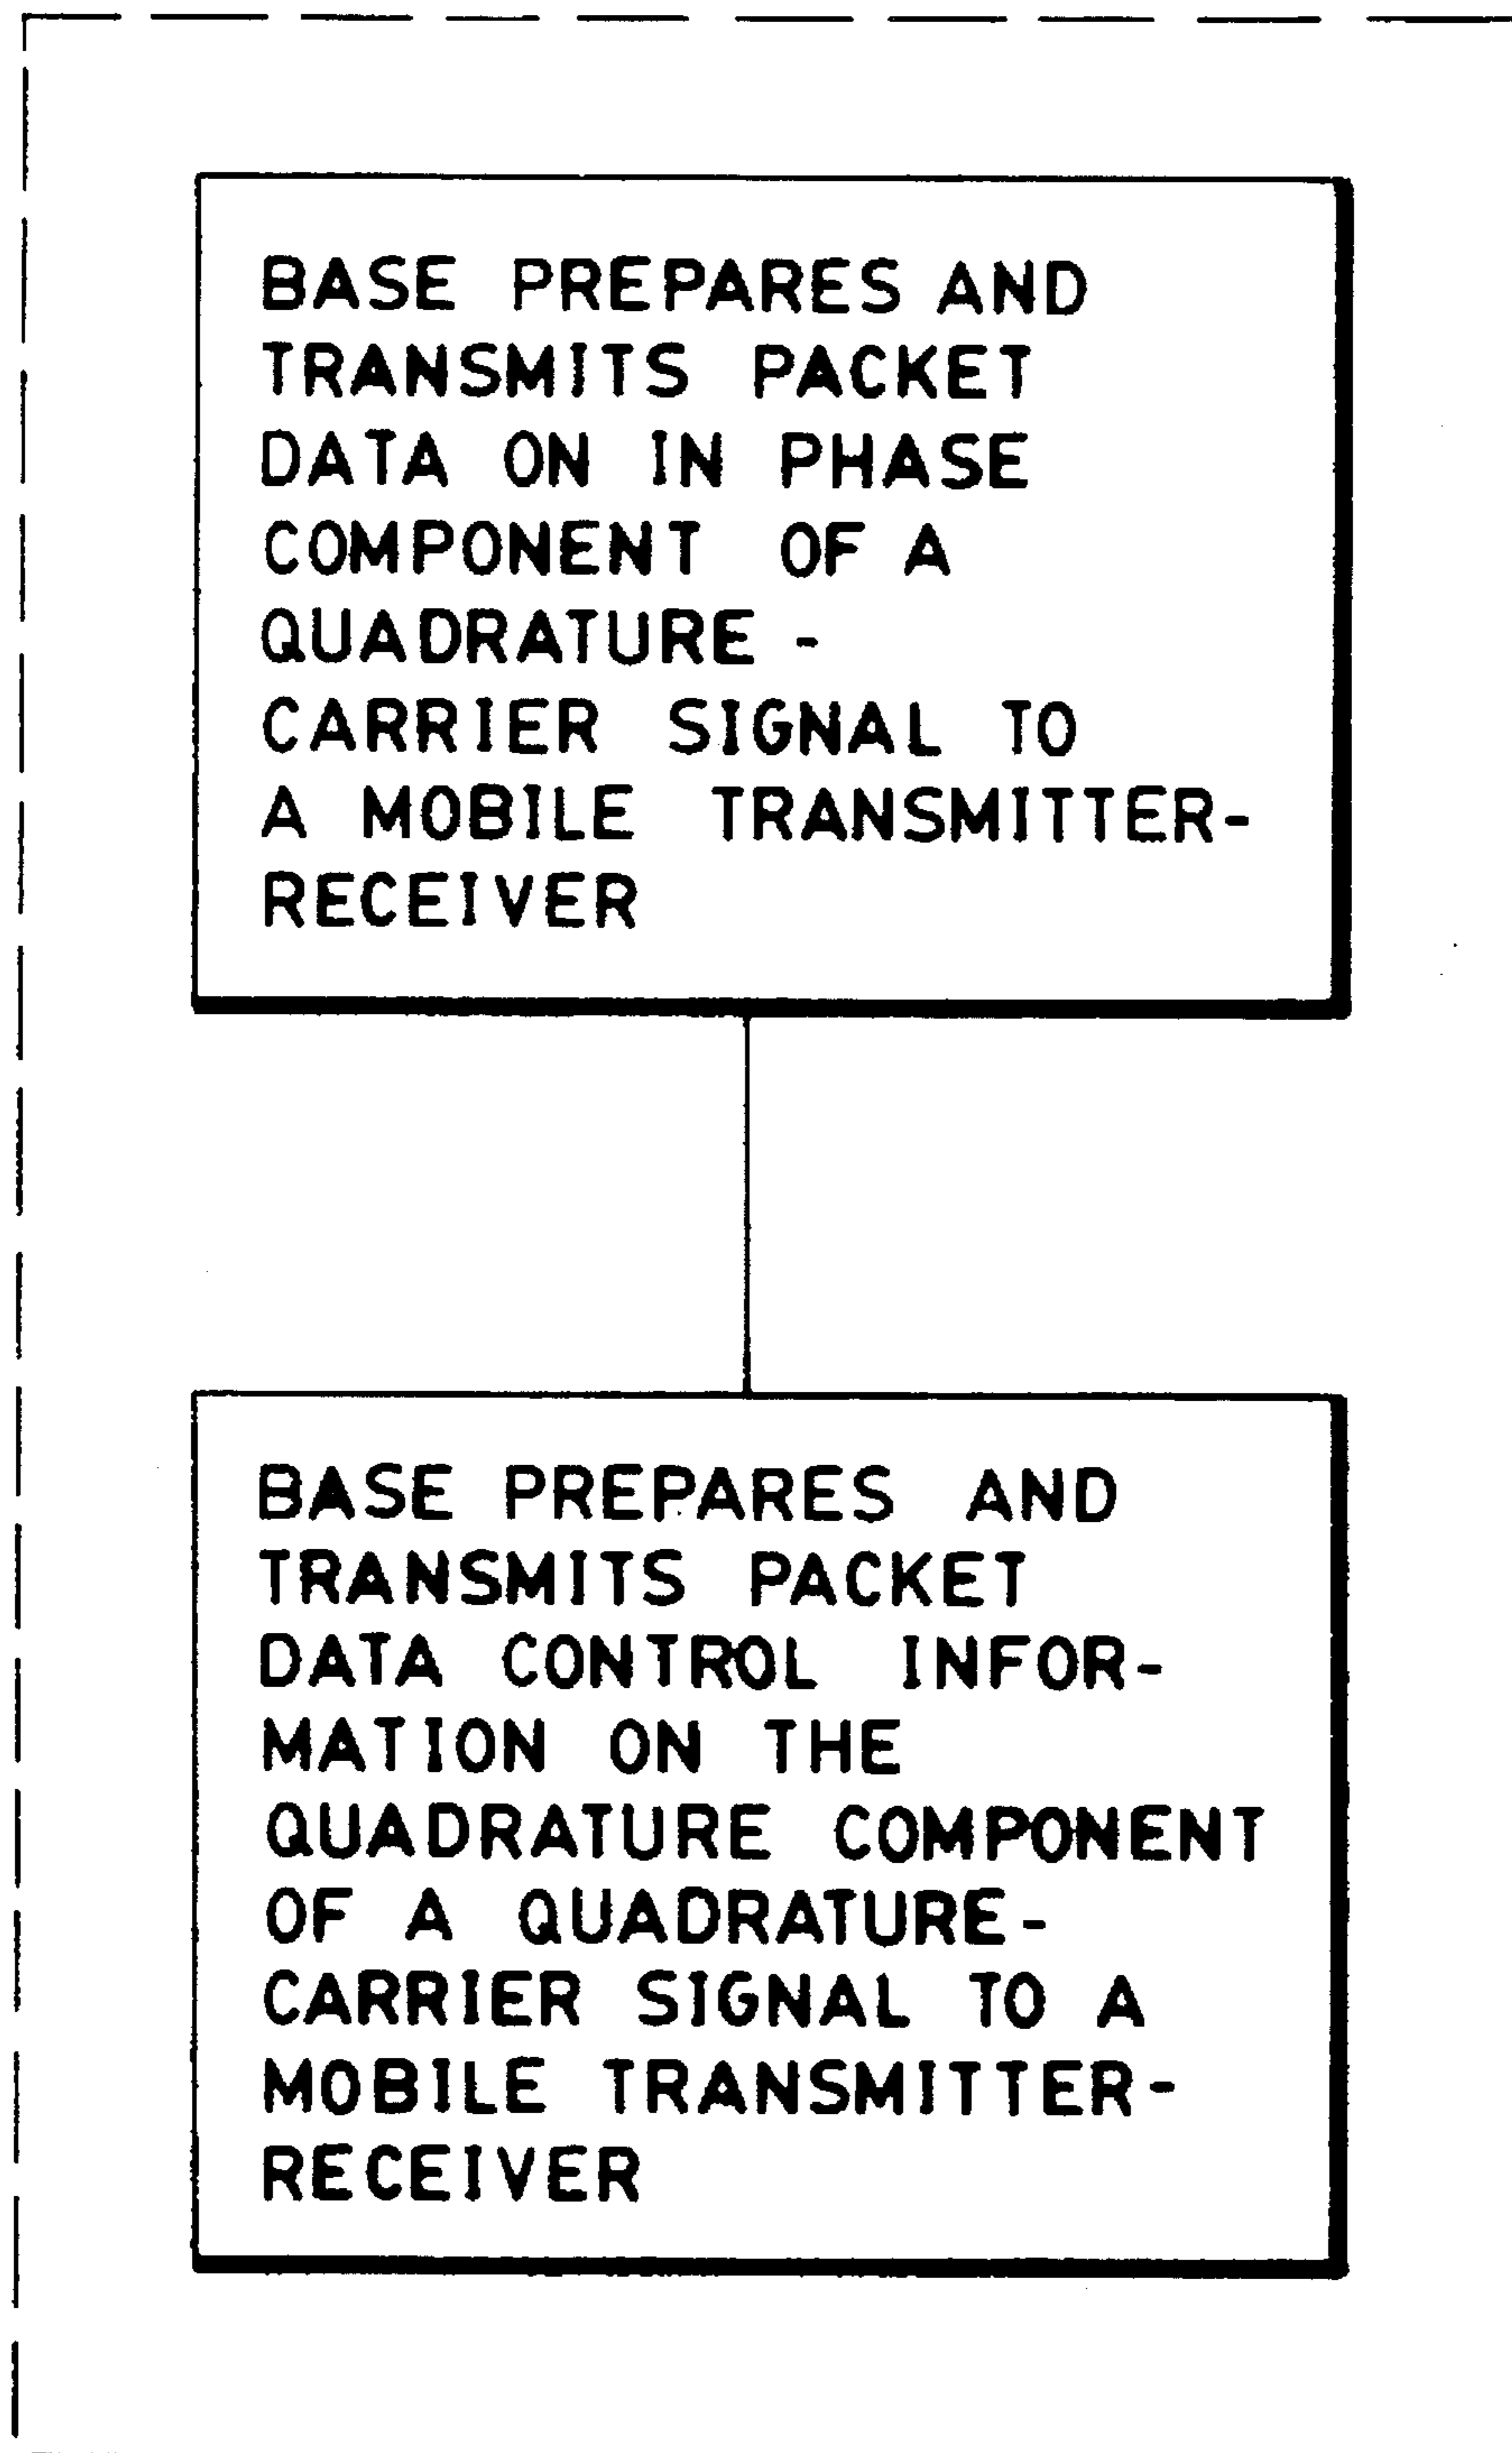 BASE PREPARES AND
TRANSMITS PACKET
DATA ON IN PHASE
COMPONENT OF A
QUADRATURE -
CARRIER SIGNAL TO
A MOBILE TRANSMITTER-
RECEIVER
BASE PREPARES AND
TRANSMITS PACKET
DATA CONTROL INFOR-
MATION ON THE
QUADRATURE COMPONENT
OF A QUADRATURE-
CARRIER SIGNAL TO A
MOBILE TRANSMITTER-
RECEIVER